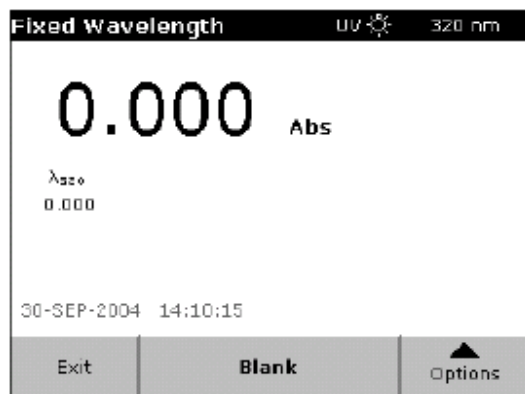 Fixed Wavelength UV 320 nm
0.000 Abs
λ320
0.000
30-SEP-2004 14:10:15
Exit Blank Options